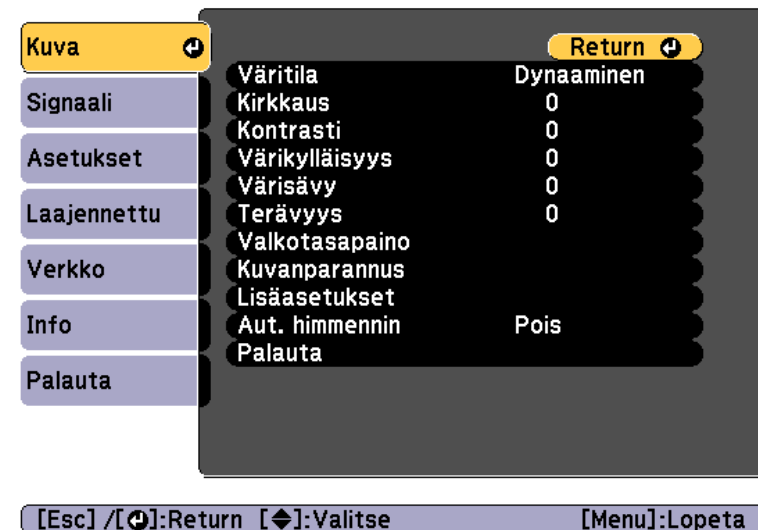 Kuva
Return
Väritila Dynaaminen
Kirkkaus 0
Kontrasti 0
Värikylläisyys 0
Värisävy 0
Terävyys 0
Valkotasapaino
Kuvanparannus
Lisäasetukset
Aut. himmennin Pois
Palauta
Signaali
Asetukset
Laajennettu
Verkko
Info
Palauta
[Esc] /[⏎]:Return [◆]:Valitse [Menu]:Lopeta